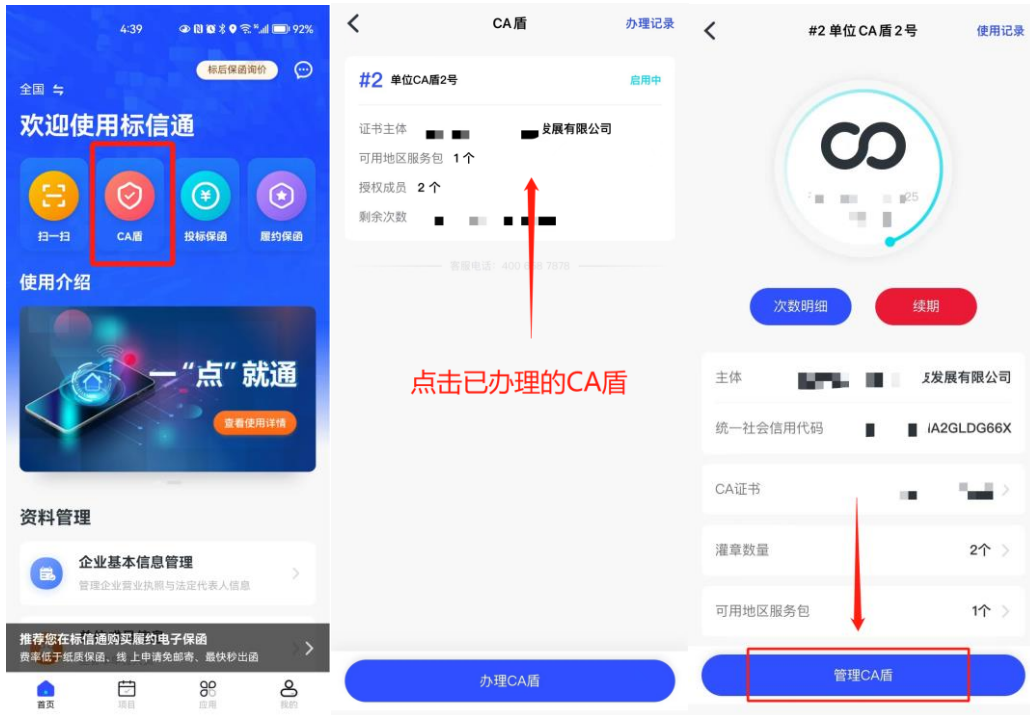 4:39
92%
标后保函询价
全国
欢迎使用标信通
扫一扫
CA盾
投标保函
履约保函
使用介绍
一“点”就通
查看使用详情
资料管理
企业基本信息管理
管理企业营业执照与法定代表人信息
推荐您在标信通购买履约电子保函
费率低于纸质保函、线上申请免邮寄、最快秒出函
首页
项目
应用
我的
CA盾
办理记录
#2 单位CA盾2号
启用中
证书主体 发展有限公司
可用地区服务包 1个
授权成员 2个
剩余次数
客服电话：400 7878
点击已办理的CA盾
办理CA盾
#2 单位CA盾2号
使用记录
25
次数明细
续期
主体 发展有限公司
统一社会信用代码 A2GLDG66X
CA证书
灌章数量 2个
可用地区服务包 1个
管理CA盾